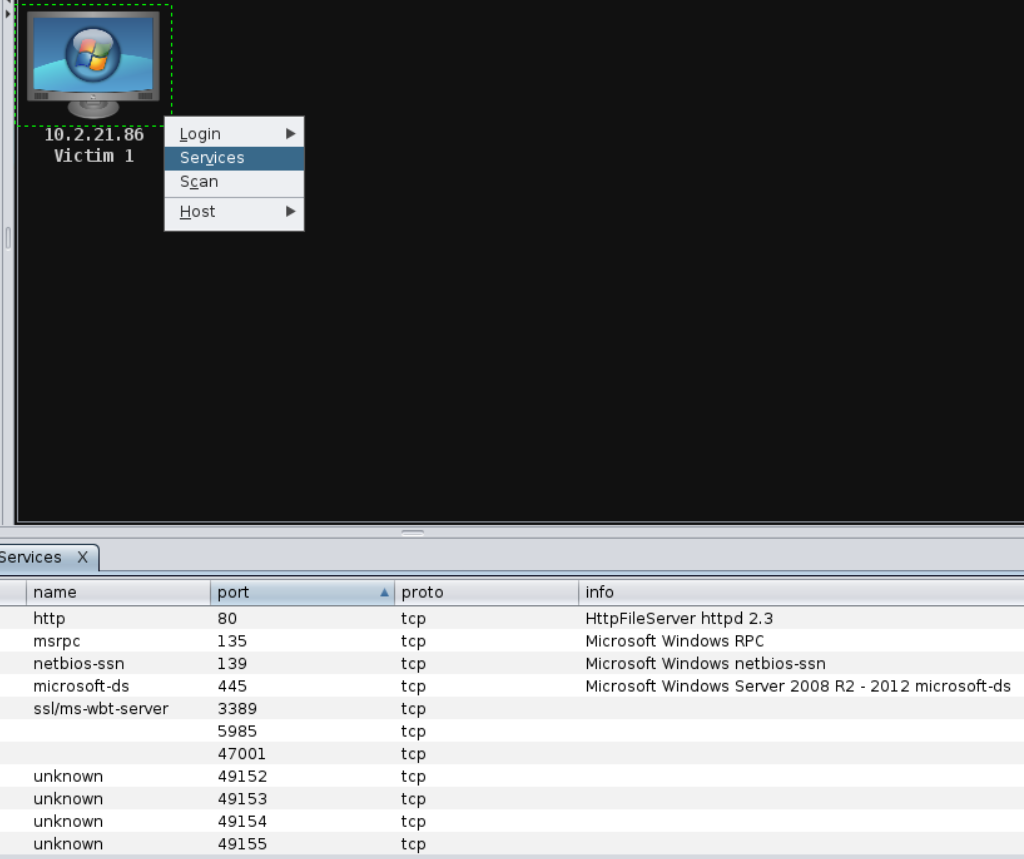 10.2.21.86
Victim 1
Login
Services
Scan
Host
Services X
name port proto info
http 80 tcp HttpFileServer httpd 2.3
msrpc 135 tcp Microsoft Windows RPC
netbios-ssn 139 tcp Microsoft Windows netbios-ssn
microsoft-ds 445 tcp Microsoft Windows Server 2008 R2 - 2012 microsoft-ds
ssl/ms-wbt-server 3389 tcp
5985 tcp
47001 tcp
unknown 49152 tcp
unknown 49153 tcp
unknown 49154 tcp
unknown 49155 tcp